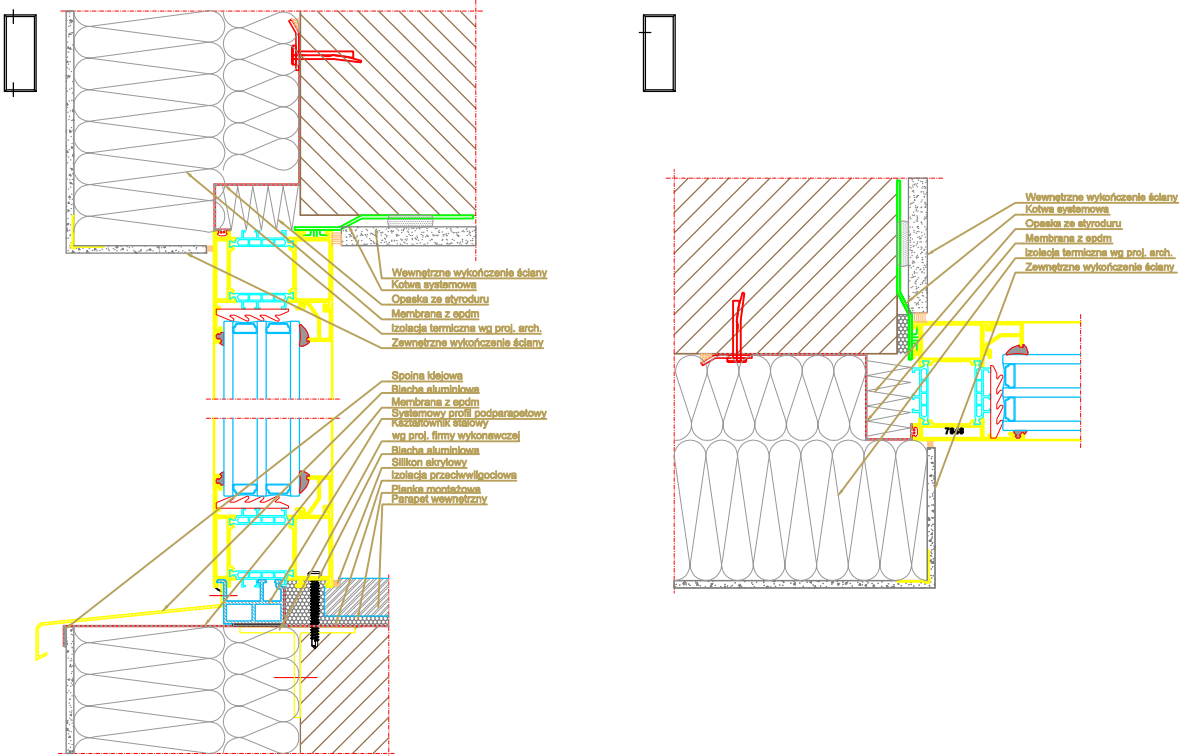 Wewnętrzne wykończenie ściany
Kotwa systemowa
Opaska ze styroduru
Membrana z epdm
Izolacja termiczna wg proj. arch.
Zewnętrzne wykończenie ściany
Spoina klejowa
Blacha aluminiowa
Membrana z epdm
Systemowy profil podparapetowy
Kształtownik stalowy
wg proj. firmy wykonawczej
Blacha aluminiowa
Silikon akrylowy
Izolacja przeciwwilgociowa
Pianka montażowa
Parapet wewnętrzny
Wewnętrzne wykończenie ściany
Kotwa systemowa
Opaska ze styroduru
Membrana z epdm
Izolacja termiczna wg proj. arch.
Zewnętrzne wykończenie ściany